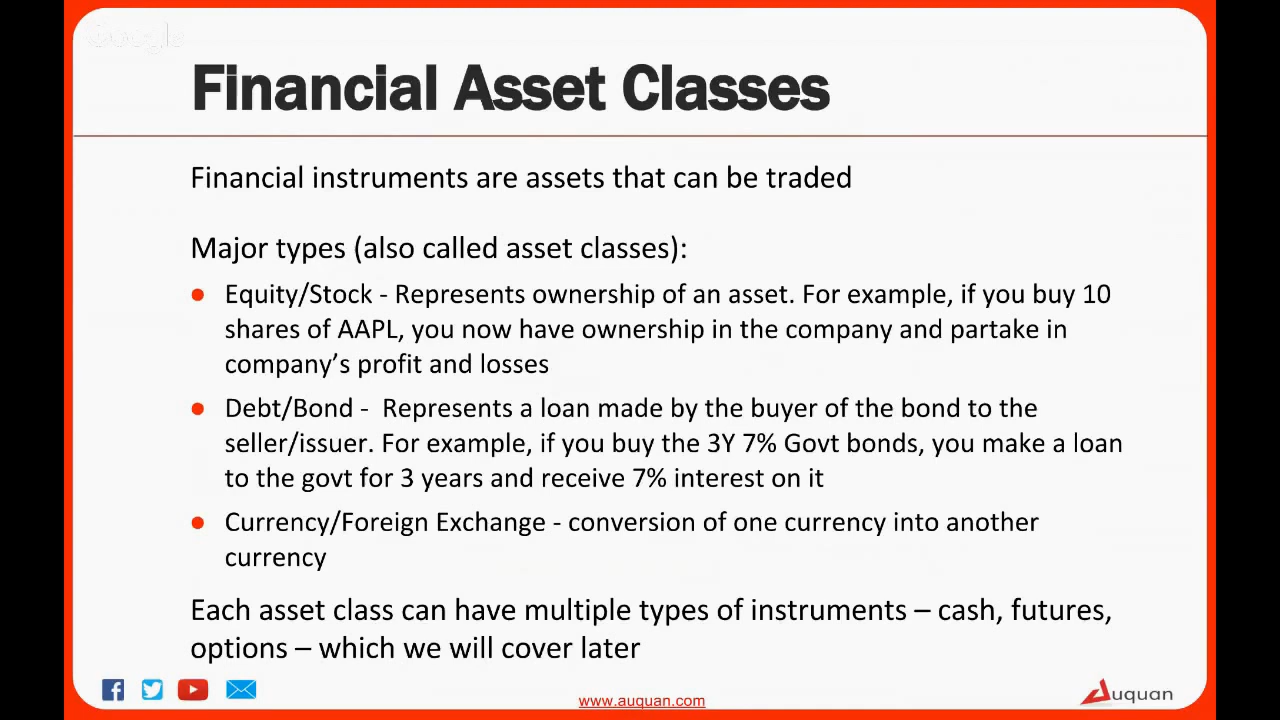 Google
Financial Asset Classes
Financial instruments are assets that can be traded
Major types (also called asset classes):
● Equity/Stock - Represents ownership of an asset. For example, if you buy 10
shares of AAPL, you now have ownership in the company and partake in
company’s profit and losses
● Debt/Bond -  Represents a loan made by the buyer of the bond to the
seller/issuer. For example, if you buy the 3Y 7% Govt bonds, you make a loan
to the govt for 3 years and receive 7% interest on it
● Currency/Foreign Exchange - conversion of one currency into another
currency
Each asset class can have multiple types of instruments – cash, futures,
options – which we will cover later
www.auquan.com
Auquan